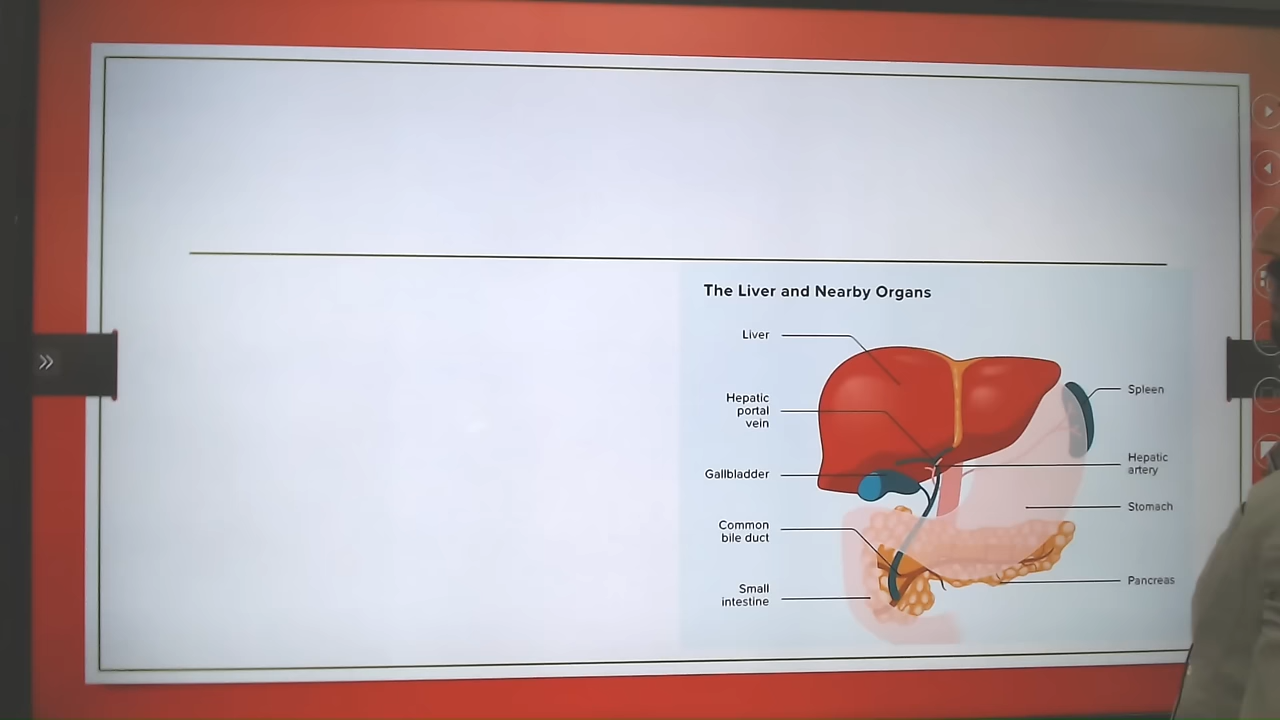 The Liver and Nearby Organs
Liver
Hepatic
portal
vein
Gallbladder
Common
bile duct
Small
intestine
Spleen
Hepatic
artery
Stomach
Pancreas